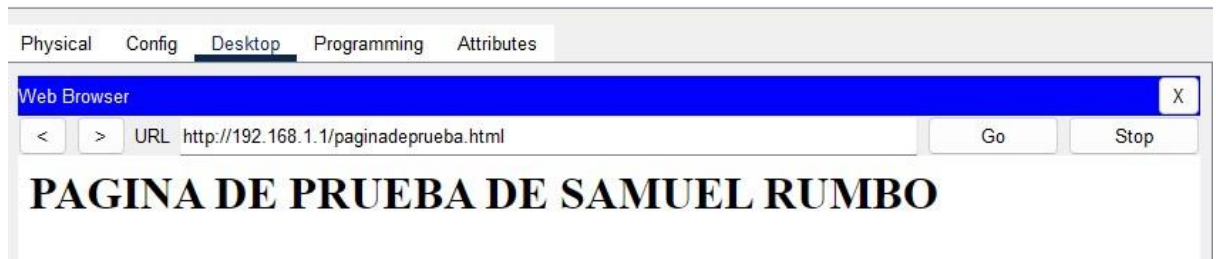 Physical Config Desktop Programming Attributes
Web Browser X
< > URL http://192.168.1.1/paginadeprueba.html Go Stop
PAGINA DE PRUEBA DE SAMUEL RUMBO